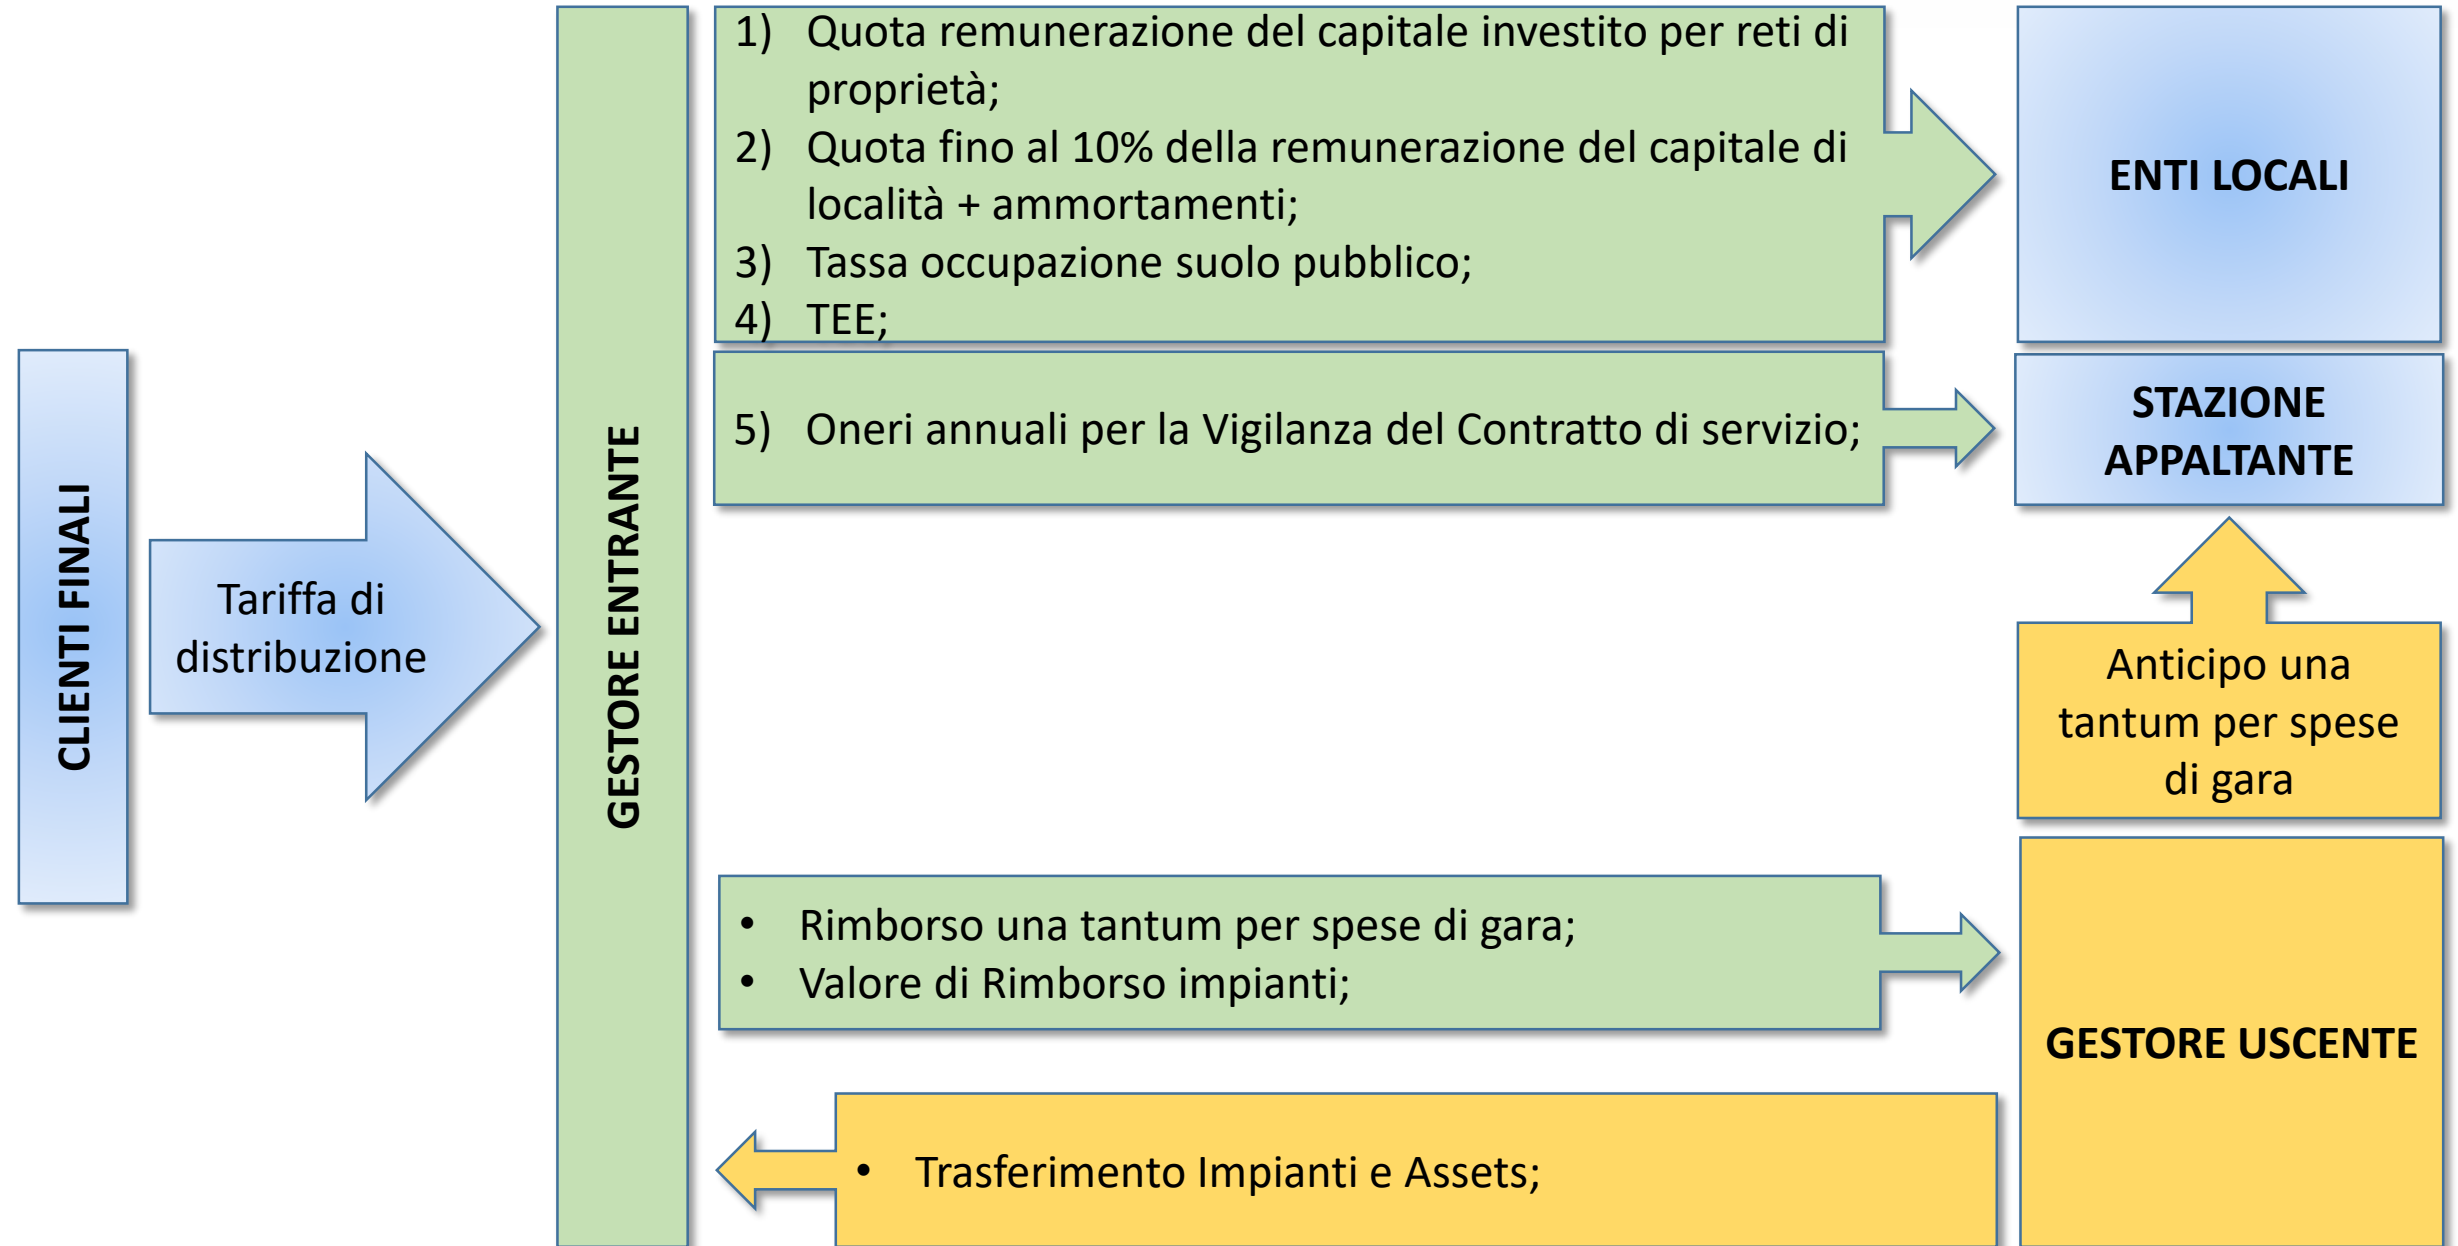 CLIENTI FINALI
Tariffa di
distribuzione
GESTORE ENTRANTE
1) Quota remunerazione del capitale investito per reti di
proprietà;
2) Quota fino al 10% della remunerazione del capitale di
località + ammortamenti;
3) Tassa occupazione suolo pubblico;
4) TEE;
ENTI LOCALI
5) Oneri annuali per la Vigilanza del Contratto di servizio;
STAZIONE
APPALTANTE
Anticipo una
tantum per spese
di gara
• Rimborso una tantum per spese di gara;
• Valore di Rimborso impianti;
GESTORE USCENTE
• Trasferimento Impianti e Assets;